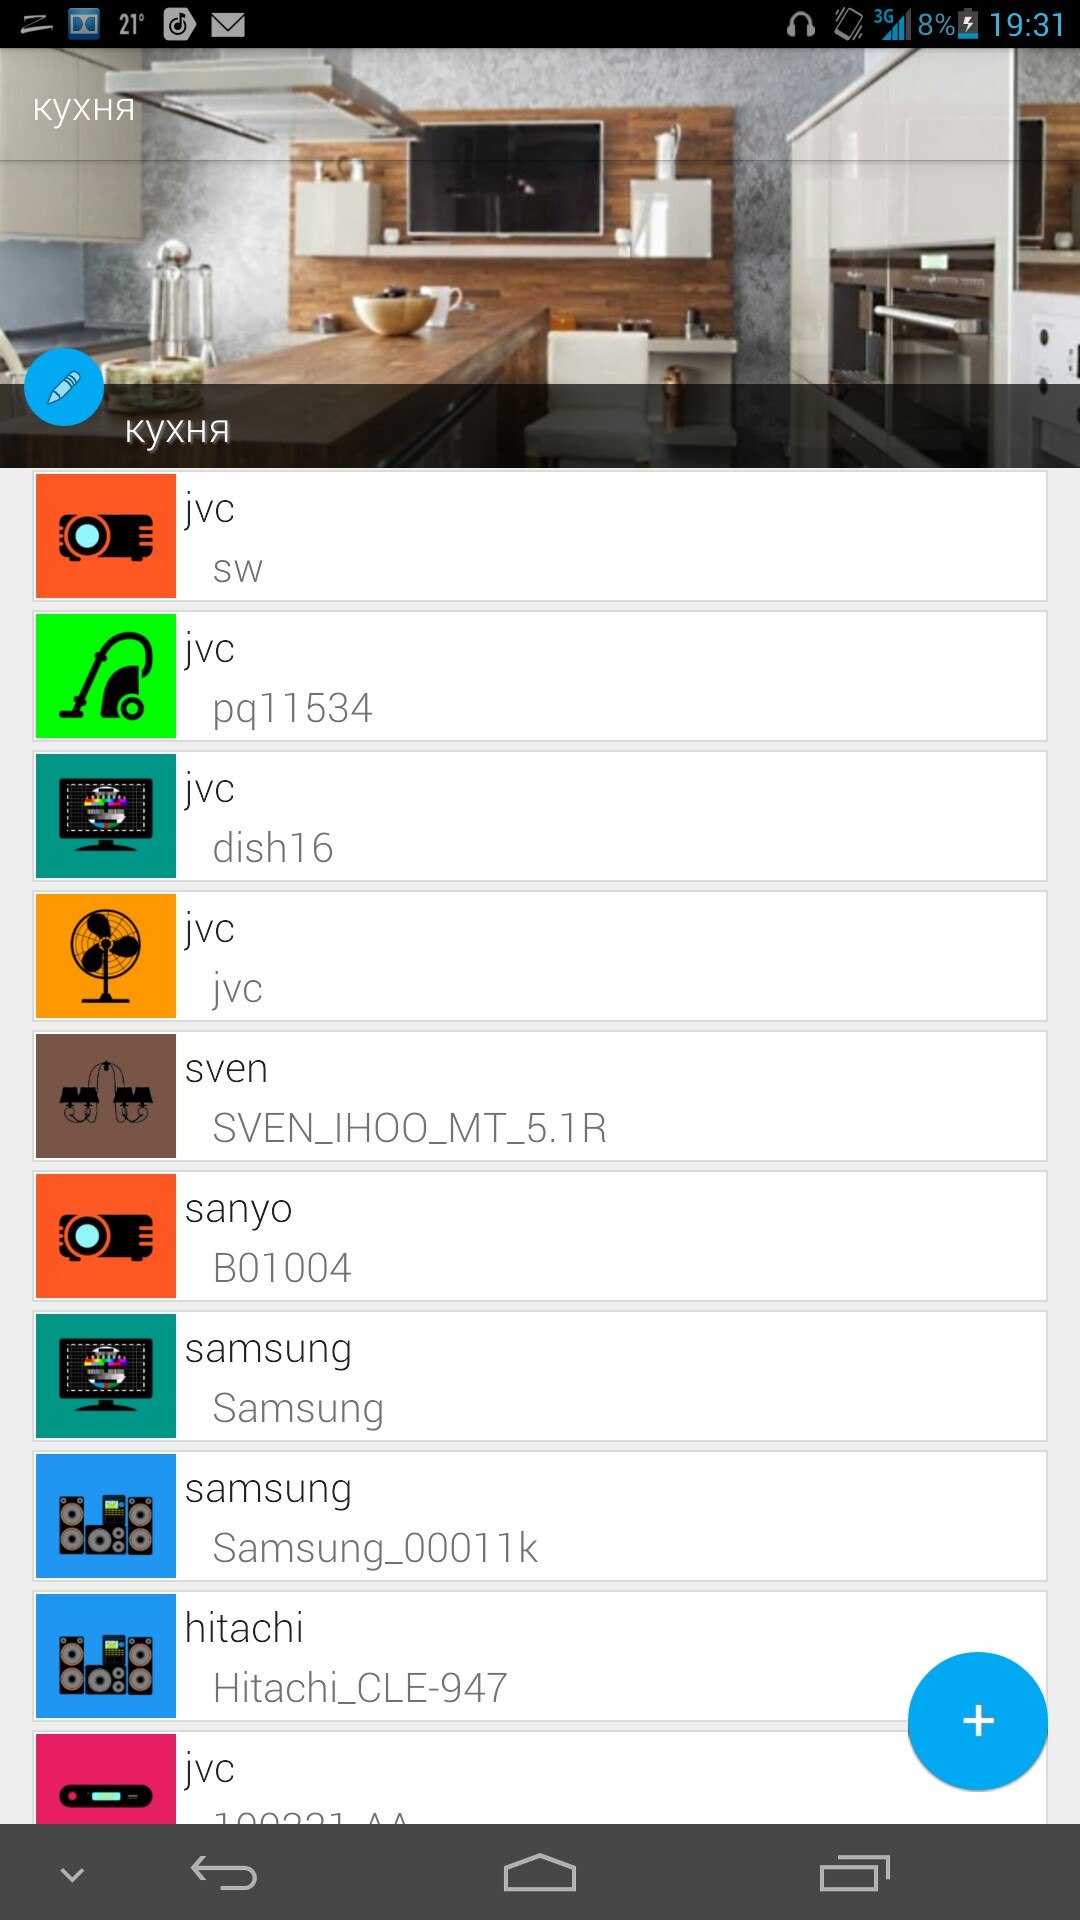 21°
3G 8% 19:31
кухня
кухня
jvc
sw
jvc
pq11534
jvc
dish16
jvc
jvc
sven
SVEN_IHOO_MT_5.1R
sanyo
B01004
samsung
Samsung
samsung
Samsung_00011k
hitachi
Hitachi_CLE-947
jvc